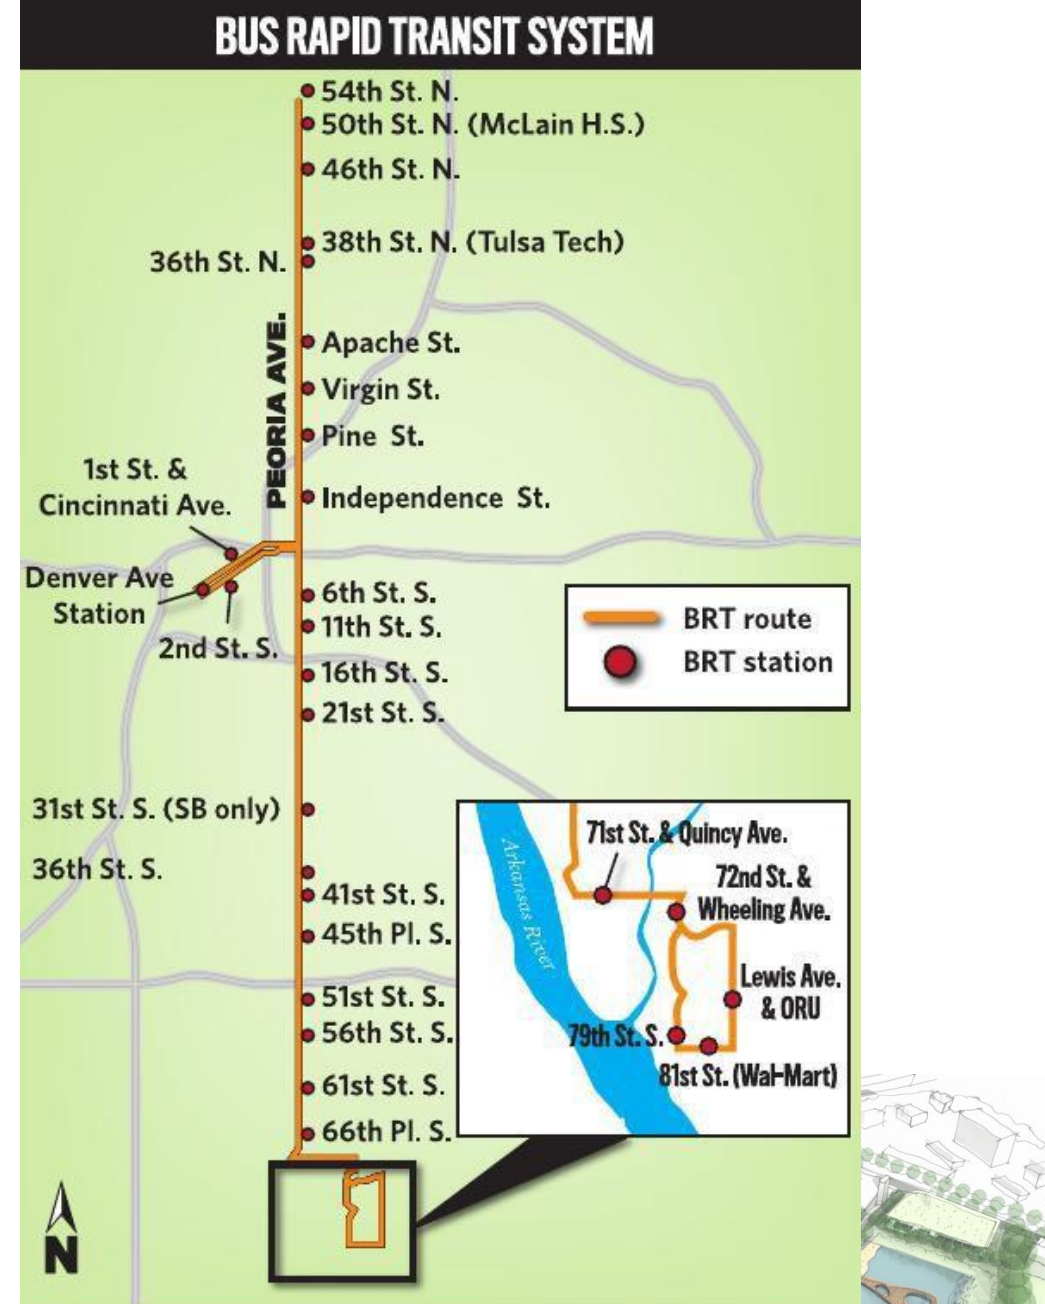 BUS RAPID TRANSIT SYSTEM
54th St. N.
50th St. N. (McLain H.S.)
46th St. N.
38th St. N. (Tulsa Tech)
36th St. N.
PEORIA AVE.
Apache St.
Virgin St.
Pine St.
1st St. &
Cincinnati Ave.
Independence St.
Denver Ave
Station
2nd St. S.
6th St. S.
11th St. S.
16th St. S.
21st St. S.
BRT route
BRT station
31st St. S. (SB only)
36th St. S.
41st St. S.
45th Pl. S.
51st St. S.
56th St. S.
61st St. S.
66th Pl. S.
Arkansas River
71st St. & Quincy Ave.
72nd St. &
Wheeling Ave.
Lewis Ave.
& ORU
79th St. S.
81st St. (Wal-Mart)
N